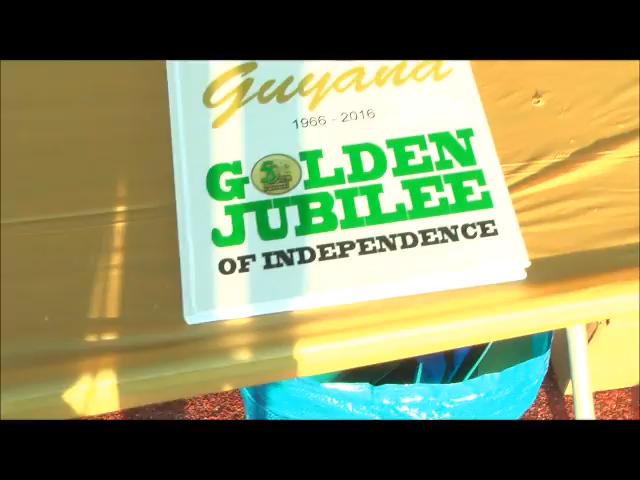 Guyana
1966 - 2016
GOLDEN
JUBILEE
OF INDEPENDENCE